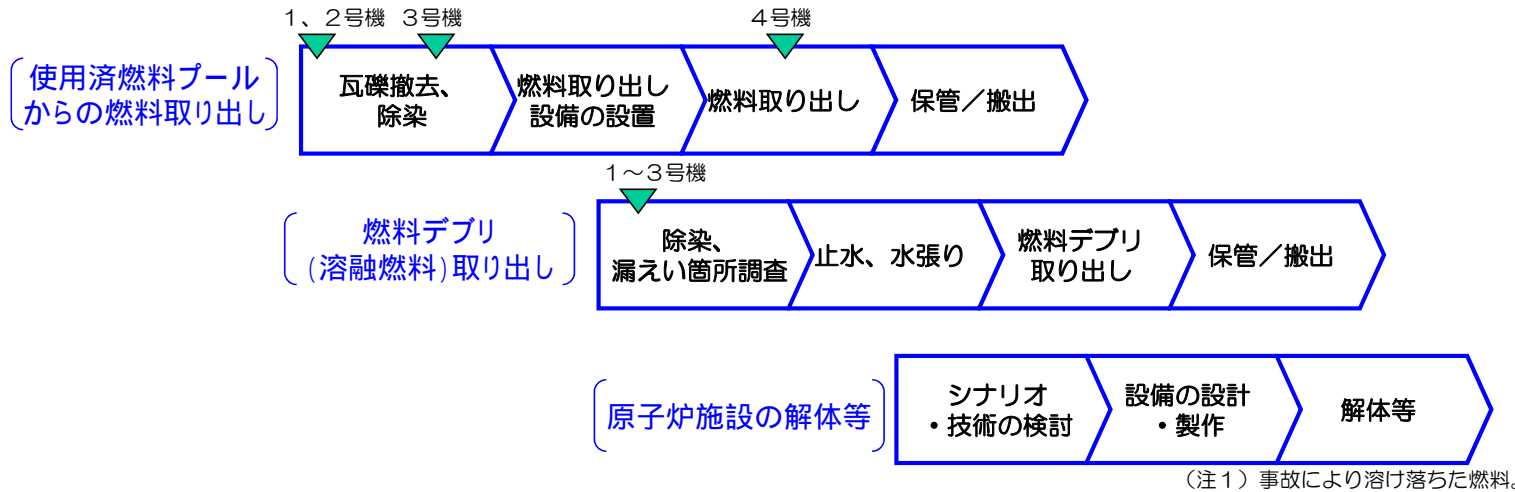 1、2号機 3号機 4号機
使用済燃料プール
からの燃料取り出し
瓦礫撤去、
除染
燃料取り出し
設備の設置
燃料取り出し
保管／搬出
1～3号機
燃料デブリ
(溶融燃料)取り出し
除染、
漏えい箇所調査
止水、水張り
燃料デブリ
取り出し
保管／搬出
原子炉施設の解体等
シナリオ
・技術の検討
設備の設計
・製作
解体等
（注１）事故により溶け落ちた燃料。